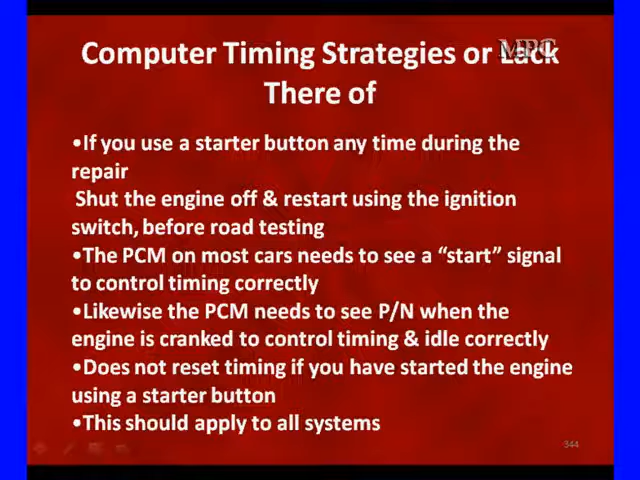 MPC
Computer Timing Strategies or Lack
There of
•If you use a starter button any time during the
repair
Shut the engine off & restart using the ignition
switch, before road testing
•The PCM on most cars needs to see a “start” signal
to control timing correctly
•Likewise the PCM needs to see P/N when the
engine is cranked to control timing & idle correctly
•Does not reset timing if you have started the engine
using a starter button
•This should apply to all systems
344